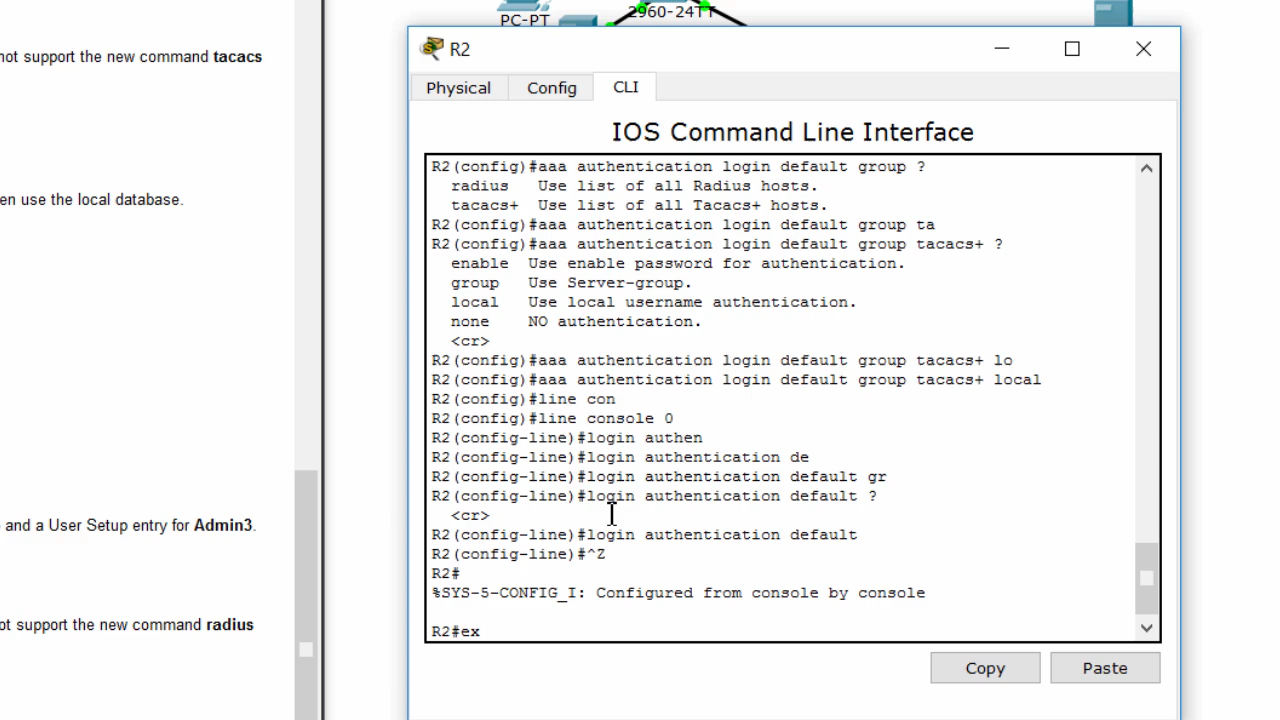 PC-PT
2960-24TT
not support the new command tacacs
en use the local database.
and a User Setup entry for Admin3.
ot support the new command radius
R2
Physical
Config
CLI
IOS Command Line Interface
R2(config)#aaa authentication login default group ?
radius Use list of all Radius hosts.
tacacs+ Use list of all Tacacs+ hosts.
R2(config)#aaa authentication login default group ta
R2(config)#aaa authentication login default group tacacs+ ?
enable Use enable password for authentication.
group Use Server-group.
local Use local username authentication.
none NO authentication.
<cr>
R2(config)#aaa authentication login default group tacacs+ lo
R2(config)#aaa authentication login default group tacacs+ local
R2(config)#line con
R2(config)#line console 0
R2(config-line)#login authen
R2(config-line)#login authentication de
R2(config-line)#login authentication default gr
R2(config-line)#login authentication default ?
<cr>
R2(config-line)#login authentication default
R2(config-line)#^Z
R2#
%SYS-5-CONFIG_I: Configured from console by console
R2#ex
Copy
Paste